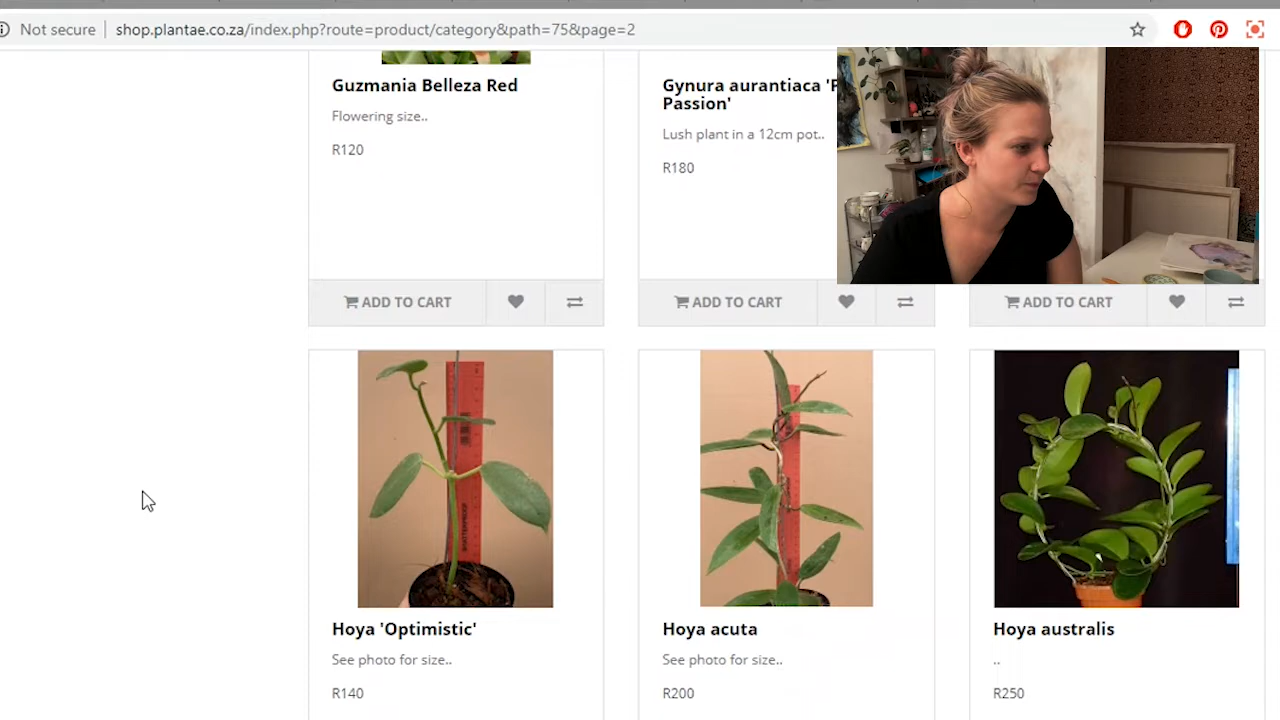 Not secure
shop.plantae.co.za/index.php?route=product/category&path=75&page=2
Guzmania Belleza Red
Flowering size..
R120
Gynura aurantiaca
Passion'
Lush plant in a 12cm pot..
R180
ADD TO CART
ADD TO CART
ADD TO CART
Hoya 'Optimistic'
See photo for size..
R140
Hoya acuta
See photo for size..
R200
Hoya australis
..
R250